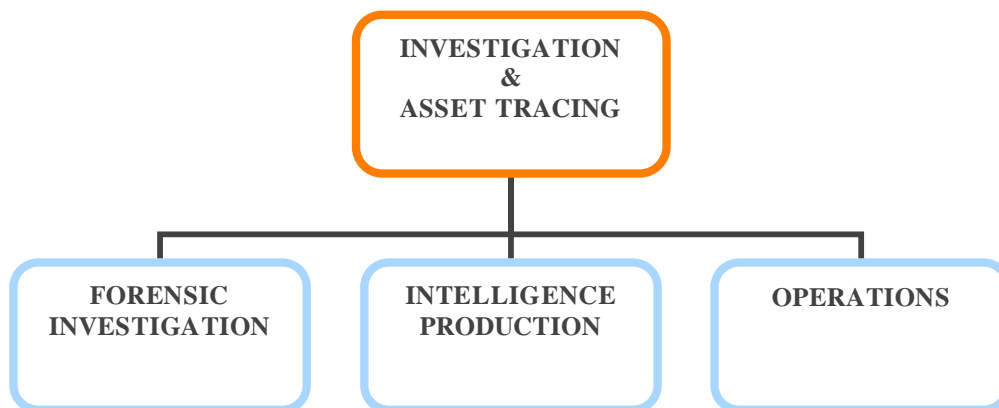 INVESTIGATION
&
ASSET TRACING
FORENSIC
INVESTIGATION
INTELLIGENCE
PRODUCTION
OPERATIONS